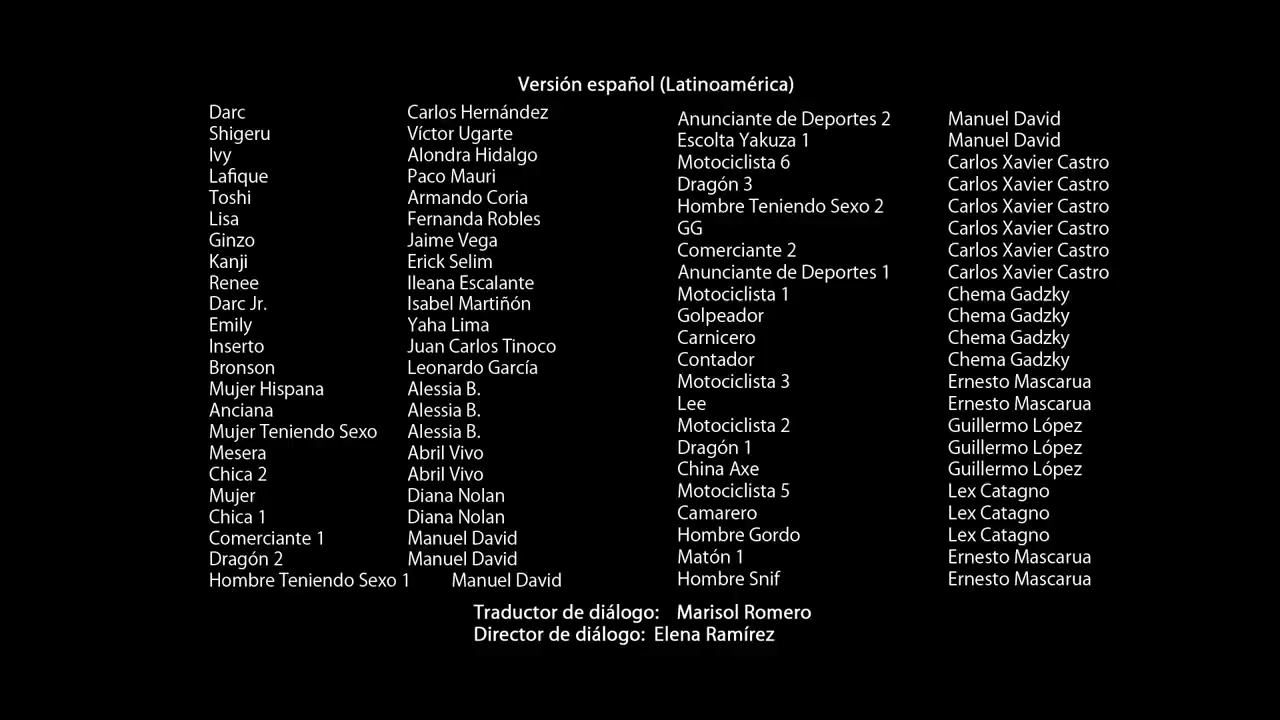 Versión español (Latinoamérica)
Darc Carlos Hernández
Shigeru Víctor Ugarte
Ivy Alondra Hidalgo
Lafique Paco Mauri
Toshi Armando Coria
Lisa Fernanda Robles
Ginzo Jaime Vega
Kanji Erick Selim
Renee Ileana Escalante
Darc Jr. Isabel Martiñón
Emily Yaha Lima
Inserto Juan Carlos Tinoco
Bronson Leonardo García
Mujer Hispana Alessia B.
Anciana Alessia B.
Mujer Teniendo Sexo Alessia B.
Mesera Abril Vivo
Chica 2 Abril Vivo
Mujer Diana Nolan
Chica 1 Diana Nolan
Comerciante 1 Manuel David
Dragón 2 Manuel David
Hombre Teniendo Sexo 1 Manuel David
Anunciante de Deportes 2 Manuel David
Escolta Yakuza 1 Manuel David
Motociclista 6 Carlos Xavier Castro
Dragón 3 Carlos Xavier Castro
Hombre Teniendo Sexo 2 Carlos Xavier Castro
GG Carlos Xavier Castro
Comerciante 2 Carlos Xavier Castro
Anunciante de Deportes 1 Carlos Xavier Castro
Motociclista 1 Chema Gadzky
Golpeador Chema Gadzky
Carnicero Chema Gadzky
Contador Chema Gadzky
Motociclista 3 Ernesto Mascarua
Lee Ernesto Mascarua
Motociclista 2 Guillermo López
Dragón 1 Guillermo López
China Axe Guillermo López
Motociclista 5 Lex Catagno
Camarero Lex Catagno
Hombre Gordo Lex Catagno
Matón 1 Ernesto Mascarua
Hombre Snif Ernesto Mascarua
Traductor de diálogo: Marisol Romero
Director de diálogo: Elena Ramírez